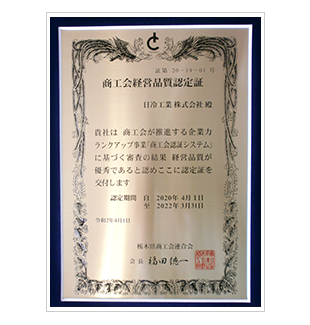 証第 20-19-01 号
商工会経営品質認定証
日冷工業 株式会社 殿
貴社は 商工会が推進する企業力
ランクアップ事業「商工会認証システム」
に基づく審査の結果 経営品質が
優秀であると認めここに認定証を
交付します
認定期間 自 2020年 4月 1日
至 2022年 3月31日
令和2年4月1日
栃木県商工会連合会
会長 福田徳一